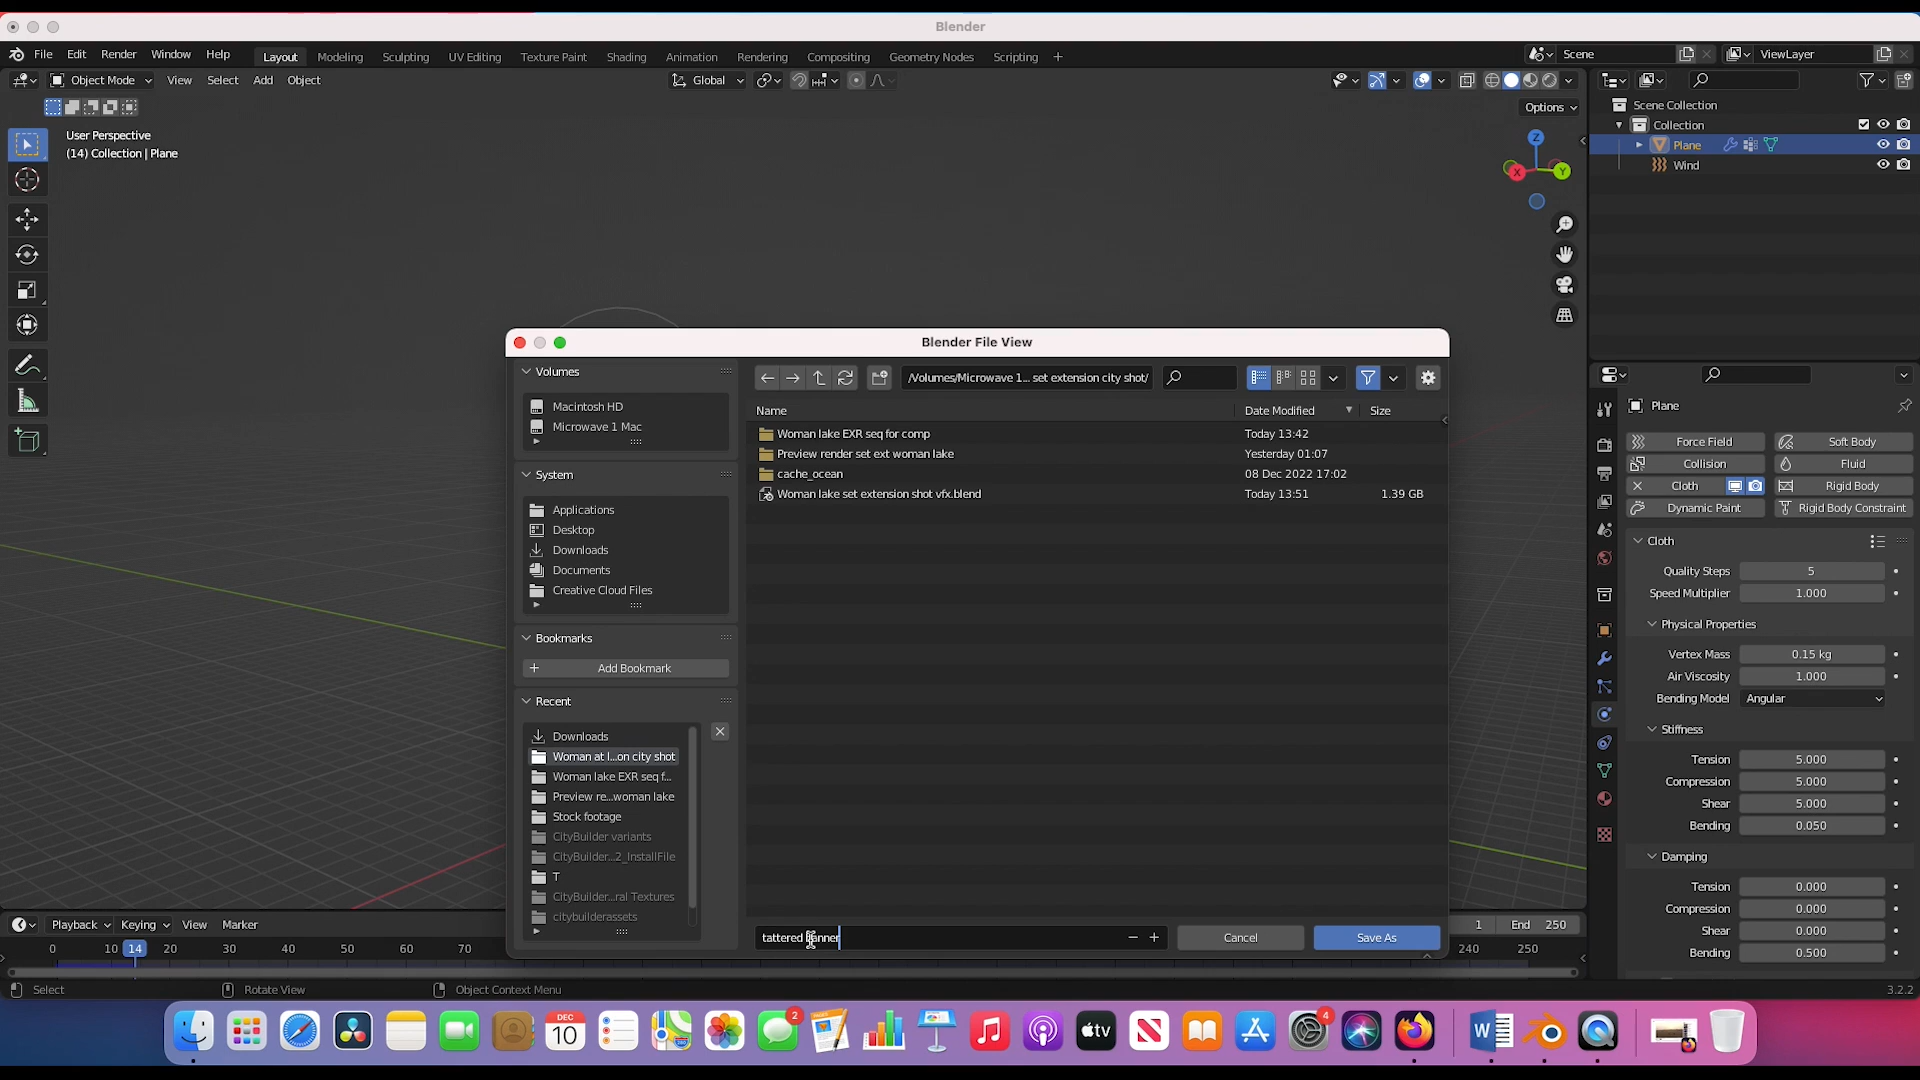 Blender
File Edit Render Window Help Layout Modeling Sculpting UV Editing Texture Paint Shading Animation Rendering Compositing Geometry Nodes Scripting + Scene ViewLayer
Object Mode View Select Add Object Global
Options
User Perspective
(14) Collection | Plane
Z
X Y
Scene Collection
Collection
Plane
Wind
Blender File View
Volumes
Macintosh HD
Microwave 1 Mac
System
Applications
Desktop
Downloads
Documents
Creative Cloud Files
Bookmarks
+ Add Bookmark
Recent
Downloads
Woman at l...on city shot
Woman lake EXR seq f...
Preview re...woman lake
Stock footage
CityBuilder variants
CityBuilder...2_InstallFile
T
CityBuilder...ral Textures
citybuilderassets
/Volumes/Microwave 1... set extension city shot/
Name Date Modified Size
Woman lake EXR seq for comp Today 13:42
Preview render set ext woman lake Yesterday 01:07
cache_ocean 08 Dec 2022 17:02
Woman lake set extension shot vfx.blend Today 13:51 1.39 GB
tattered
− + Cancel Save As
Plane
Force Field Soft Body
Collision Fluid
Cloth Rigid Body
Dynamic Paint Rigid Body Constraint
Cloth
Quality Steps 5
Speed Multiplier 1.000
Physical Properties
Vertex Mass 0.15 kg
Air Viscosity 1.000
Bending Model Angular
Stiffness
Tension 5.000
Compression 5.000
Shear 5.000
Bending 0.050
Damping
Tension 0.000
Compression 0.000
Shear 0.000
Bending 0.500
Playback Keying View Marker 1 End 250
0 10 14 20 30 40 50 60 70 240 250
Select Rotate View Object Context Menu 3.2.2
2 DEC 10 tv 4 W